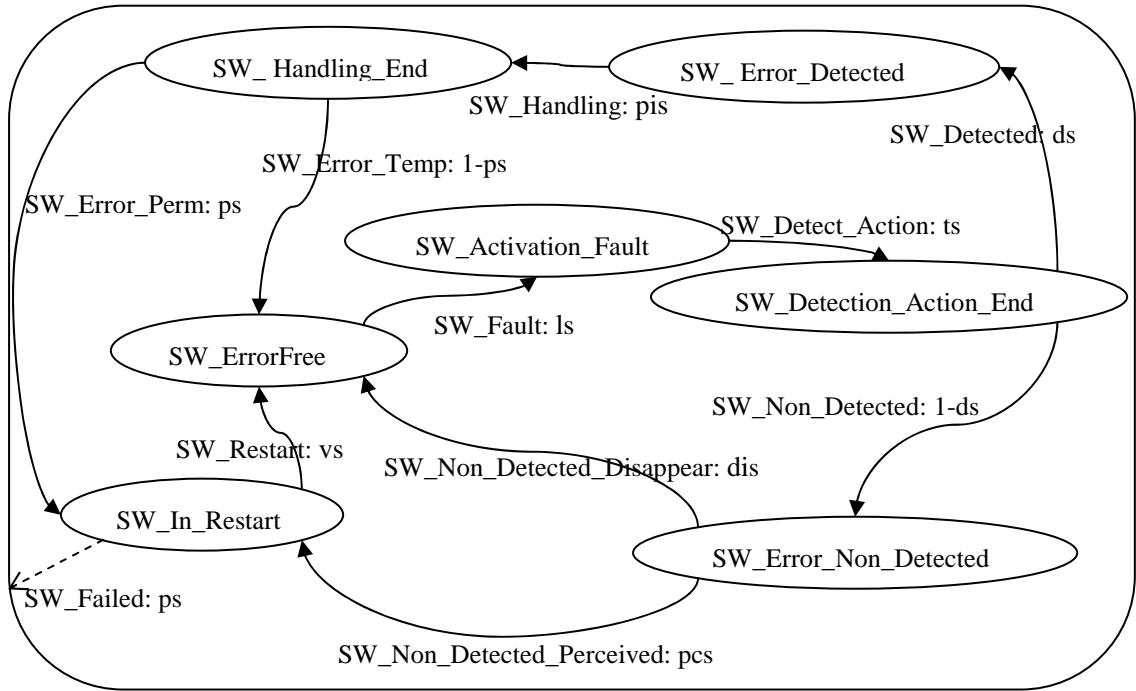 SW_ Handling_End
SW_ Error_Detected
SW_Handling: pis
SW_Detected: ds
SW_Error_Temp: 1-ps
SW_Error_Perm: ps
SW_Activation_Fault
SW_Detect_Action: ts
SW_Detection_Action_End
SW_Fault: ls
SW_ErrorFree
SW_Non_Detected: 1-ds
SW_Restart: vs
SW_Non_Detected_Disappear: dis
SW_In_Restart
SW_Error_Non_Detected
SW_Failed: ps
SW_Non_Detected_Perceived: pcs